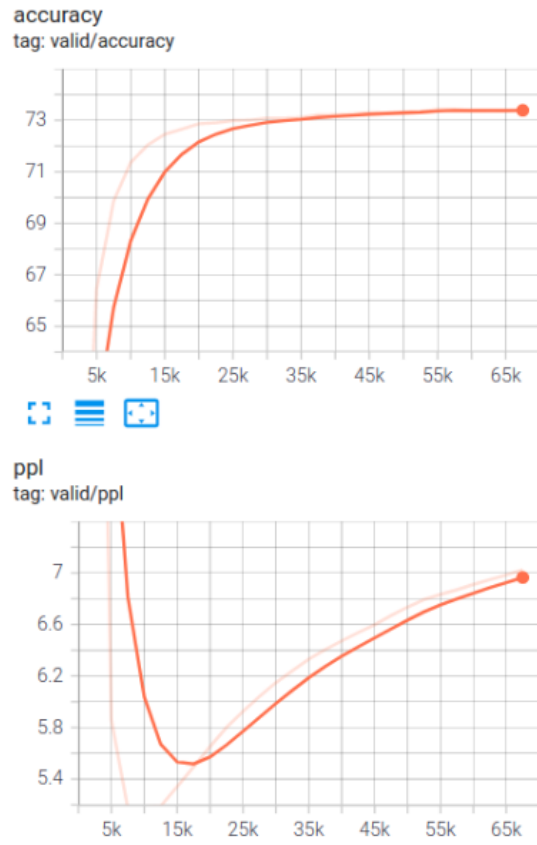 accuracy
tag: valid/accuracy
73
71
69
67
65
5k 15k 25k 35k 45k 55k 65k
ppl
tag: valid/ppl
7
6.6
6.2
5.8
5.4
5k 15k 25k 35k 45k 55k 65k